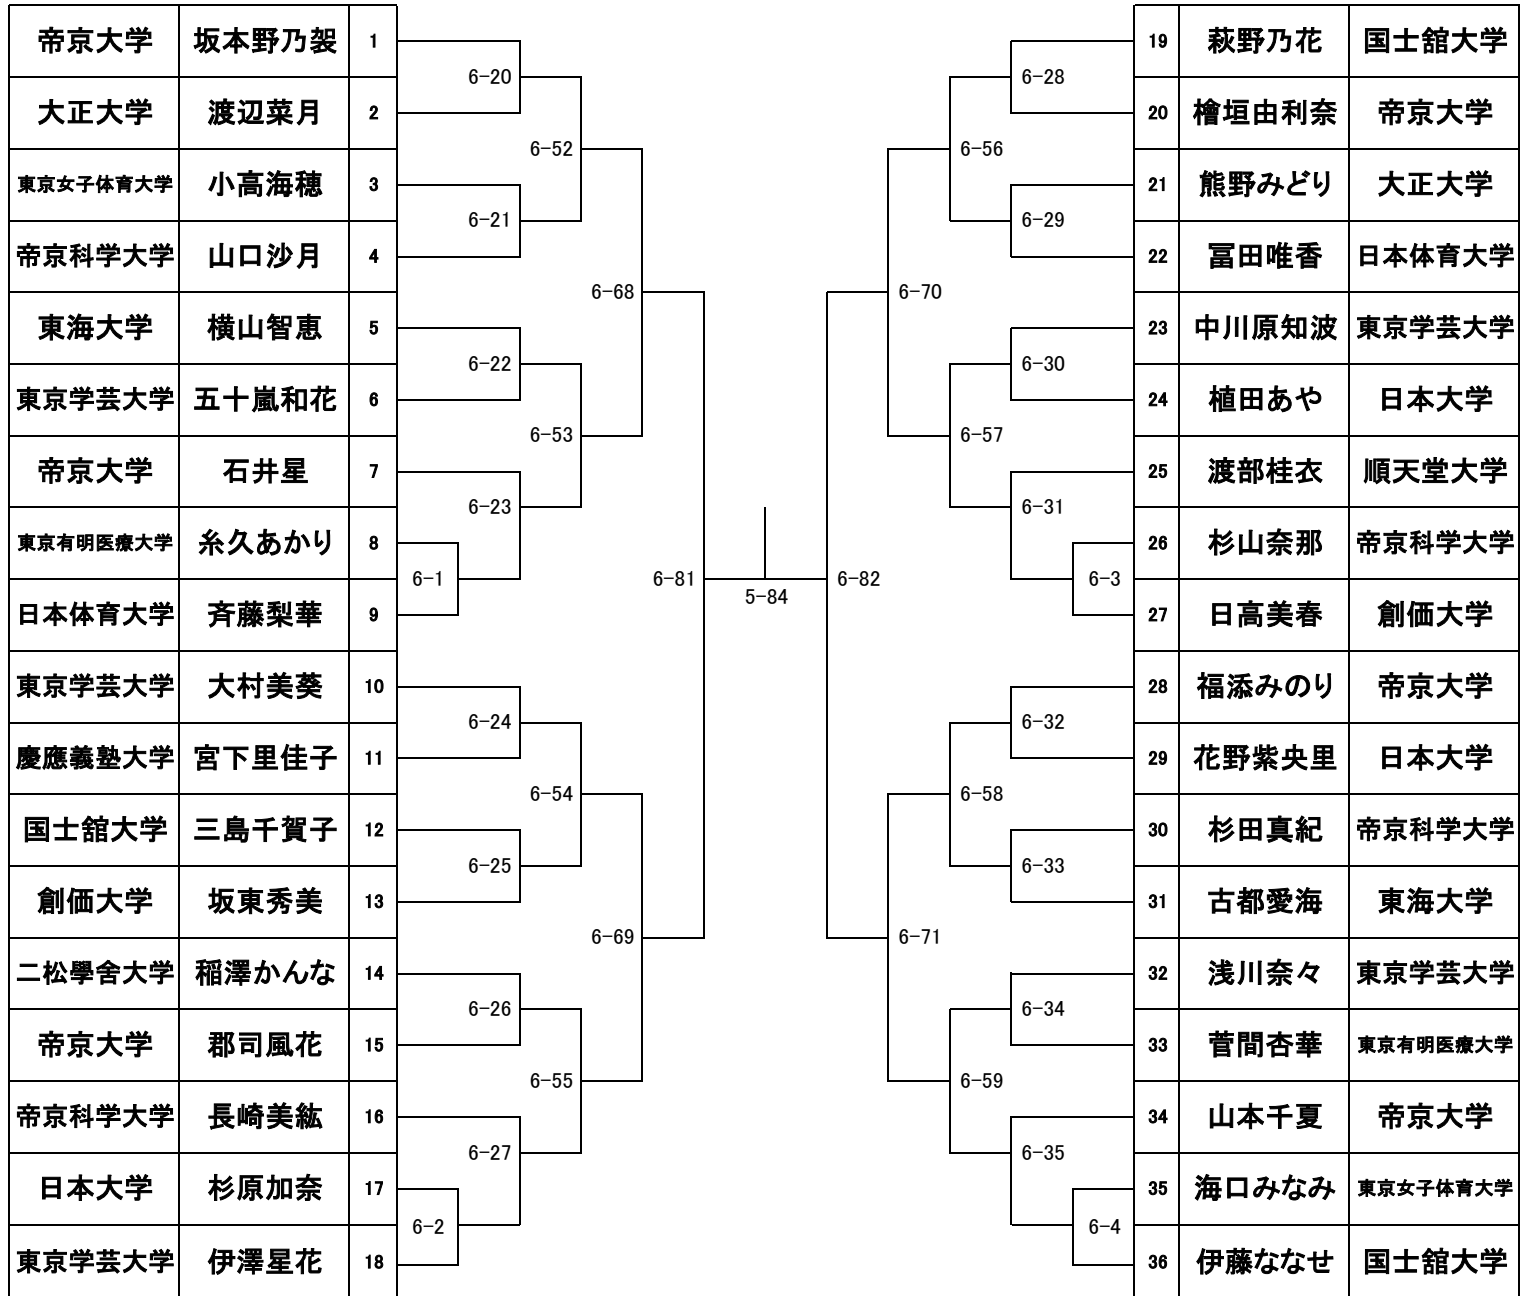 帝京大学 坂本野乃袈 1
大正大学 渡辺菜月 2
東京女子体育大学 小高海穂 3
帝京科学大学 山口沙月 4
東海大学 横山智恵 5
東京学芸大学 五十嵐和花 6
帝京大学 石井星 7
東京有明医療大学 糸久あかり 8
日本体育大学 斉藤梨華 9
東京学芸大学 大村美葵 10
慶應義塾大学 宮下里佳子 11
国士舘大学 三島千賀子 12
創価大学 坂東秀美 13
二松學舍大学 稲澤かんな 14
帝京大学 郡司風花 15
帝京科学大学 長崎美紘 16
日本大学 杉原加奈 17
東京学芸大学 伊澤星花 18
6-20
6-52
6-21
6-68
6-22
6-53
6-23
6-1
6-81
6-24
6-54
6-25
6-69
6-26
6-55
6-27
6-2
5-84
6-28
6-56
6-29
6-70
6-30
6-57
6-31
6-3
6-82
6-32
6-58
6-33
6-71
6-34
6-59
6-35
6-4
19 萩野乃花 国士舘大学
20 檜垣由利奈 帝京大学
21 熊野みどり 大正大学
22 冨田唯香 日本体育大学
23 中川原知波 東京学芸大学
24 植田あや 日本大学
25 渡部桂衣 順天堂大学
26 杉山奈那 帝京科学大学
27 日高美春 創価大学
28 福添みのり 帝京大学
29 花野紫央里 日本大学
30 杉田真紀 帝京科学大学
31 古都愛海 東海大学
32 浅川奈々 東京学芸大学
33 菅間杏華 東京有明医療大学
34 山本千夏 帝京大学
35 海口みなみ 東京女子体育大学
36 伊藤ななせ 国士舘大学